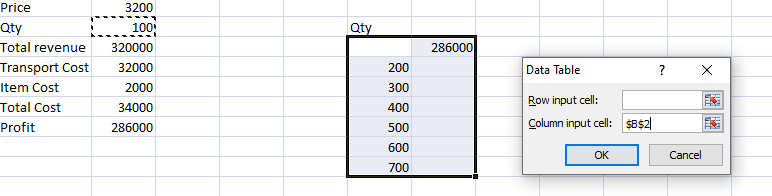 Price 3200
Qty 100 Qty
Total revenue 320000 286000
Transport Cost 32000 200
Item Cost 2000 300
Total Cost 34000 400
Profit 286000 500
600
700
Data Table ? ×
Row input cell:
Column input cell: $B$2
OK Cancel